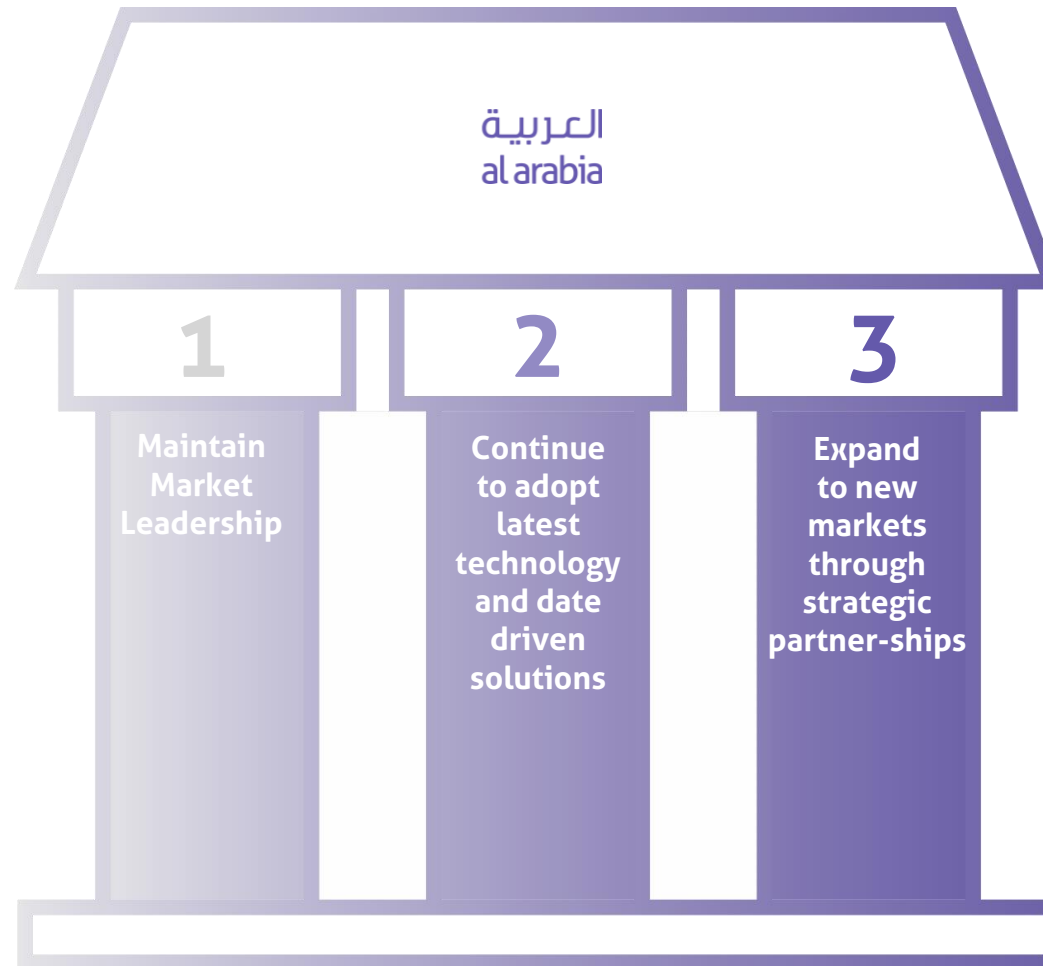 العربية
al arabia
1
2
3
Maintain
Market
Leadership
Continue
to adopt
latest
technology
and date
driven
solutions
Expand
to new
markets
through
strategic
partner-ships